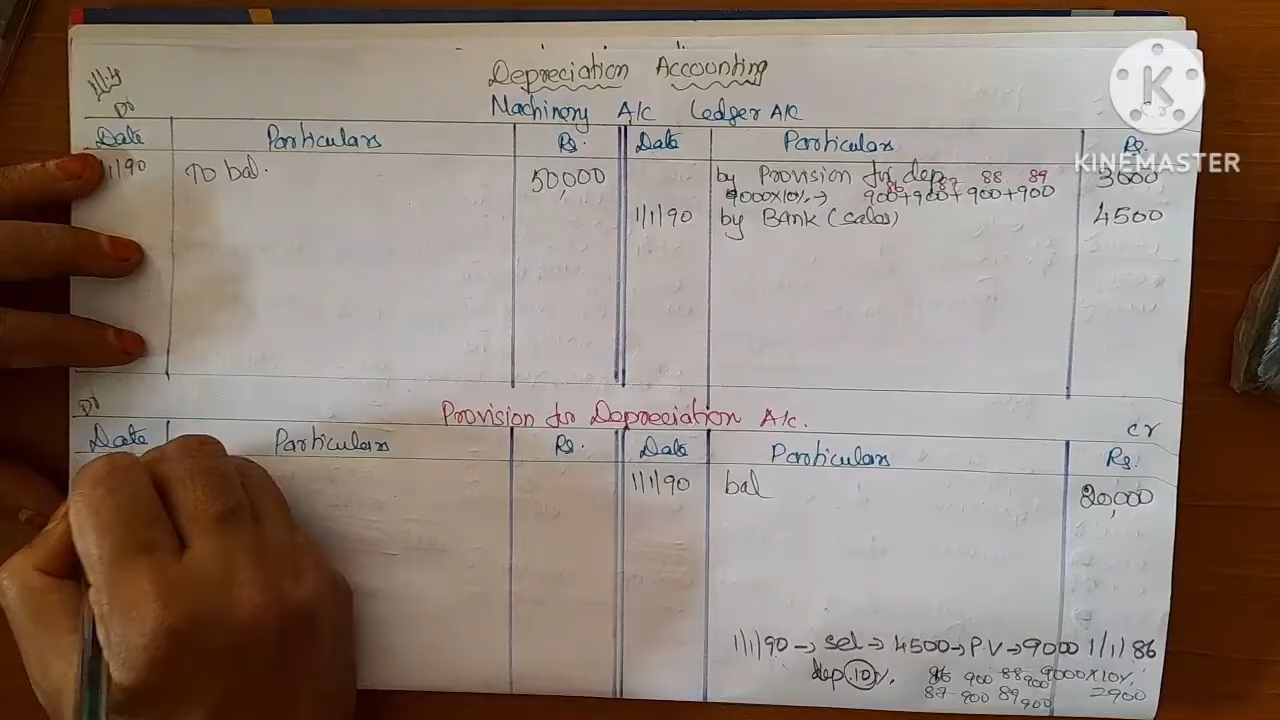 Depreciation Accounting
Machinery A/c Ledger A/c
Dr
Date Particulars Rs. Date Particulars Rs.
KINEMASTER
1/1/90 To bal. 50,000 by Provision for dep 3600
86 87 88 89
9000x10%→ 900+900+900+900
1/1/90 by Bank (sales) 4500
Dr Provision for Depreciation A/c. Cr
Date Particulars Rs. Date Particulars Rs.
1/1/90 bal 20,000
1/1/90→ sel→ 4500→P.V→9000 1/1/86
dep 10%. 86 900 88 900 9000x10%.
87 900 89 900 =900